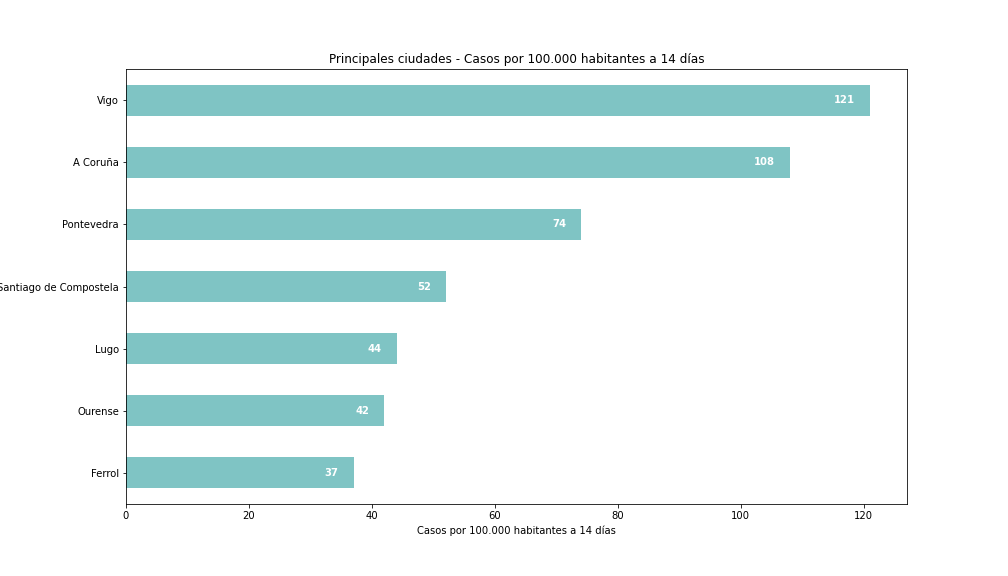 Principales ciudades - Casos por 100.000 habitantes a 14 días
Vigo 121
A Coruña 108
Pontevedra 74
Santiago de Compostela 52
Lugo 44
Ourense 42
Ferrol 37
0 20 40 60 80 100 120
Casos por 100.000 habitantes a 14 días